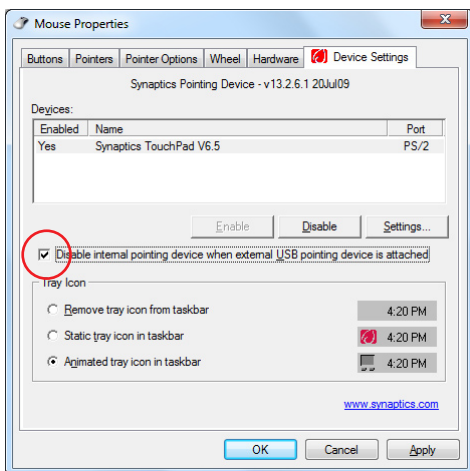 Mouse Properties
Buttons Pointers Pointer Options Wheel Hardware Device Settings
Synaptics Pointing Device - v13.2.6.1 20Jul09
Devices:
Enabled Name Port
Yes Synaptics TouchPad V6.5 PS/2
Enable Disable Settings...
Disable internal pointing device when external USB pointing device is attached
Tray Icon
Remove tray icon from taskbar 4:20 PM
Static tray icon in taskbar 4:20 PM
Animated tray icon in taskbar 4:20 PM
www.synaptics.com
OK Cancel Apply